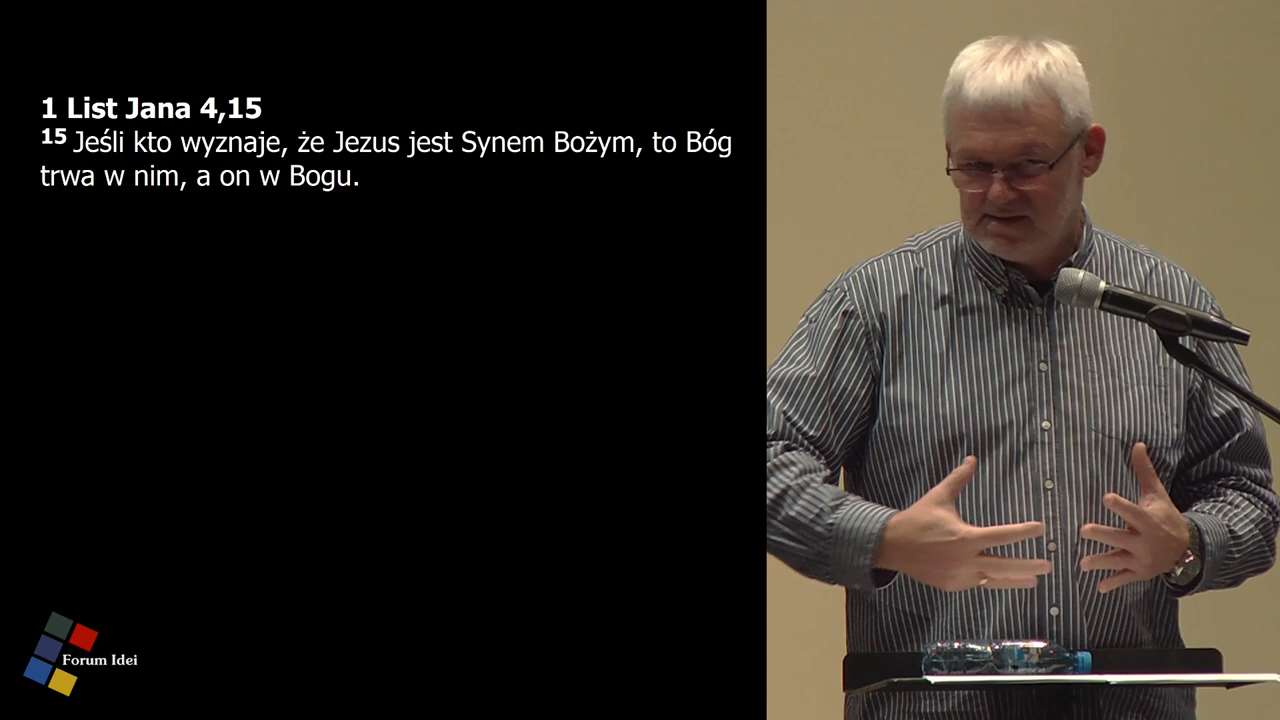 1 List Jana 4,15
15 Jeśli kto wyznaje, że Jezus jest Synem Bożym, to Bóg
trwa w nim, a on w Bogu.
Forum Idei